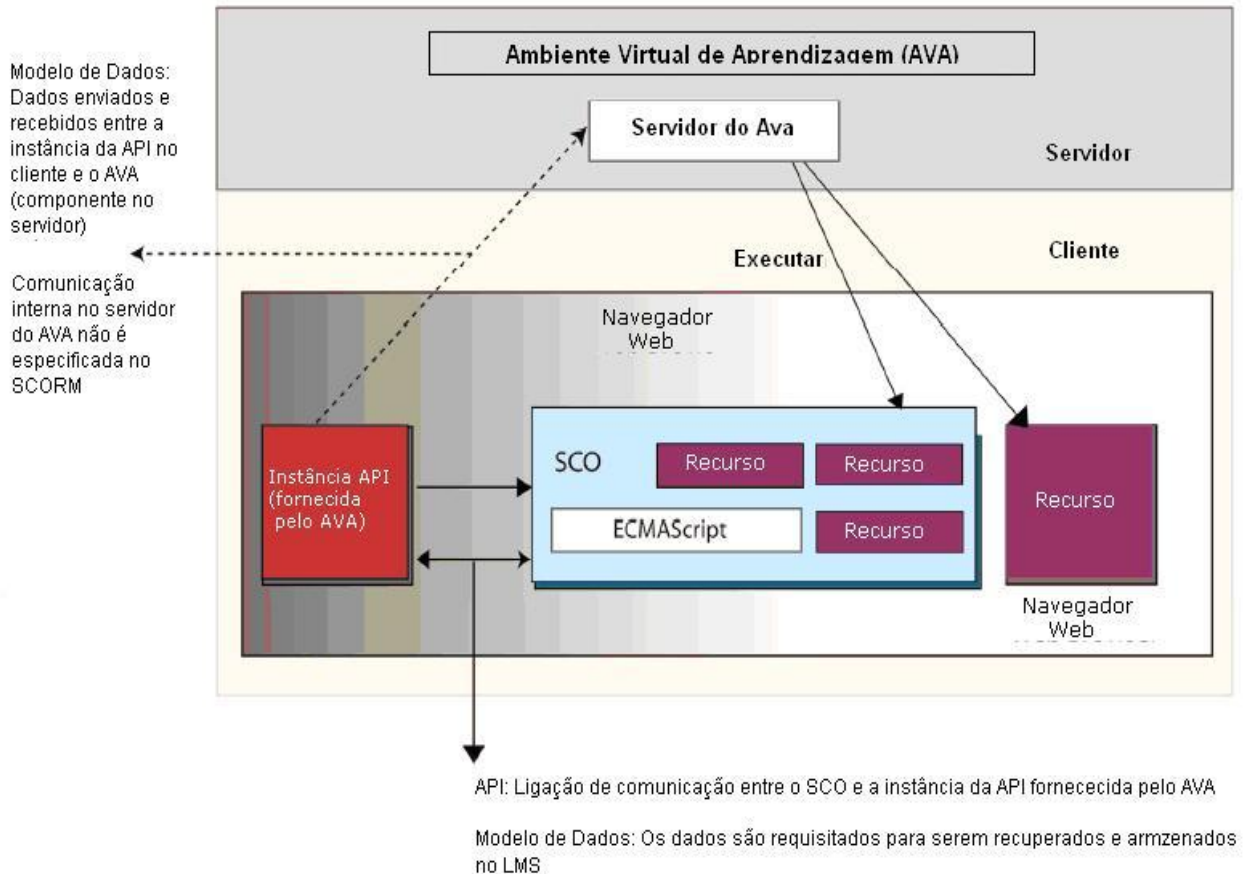 Ambiente Virtual de Aprendizagem (AVA)
Servidor do Ava
Servidor
Modelo de Dados:
Dados enviados e
recebidos entre a
instância da API no
cliente e o AVA
(componente no
servidor)
Comunicação
interna no servidor
do AVA não é
especificada no
SCORM
Executar
Cliente
Navegador
Web
Instância API
(fornecida
pelo AVA)
SCO
Recurso
Recurso
ECMAScript
Recurso
Recurso
Navegador
Web
API: Ligação de comunicação entre o SCO e a instância da API fornececida pelo AVA
Modelo de Dados: Os dados são requisitados para serem recuperados e armzenados
no LMS